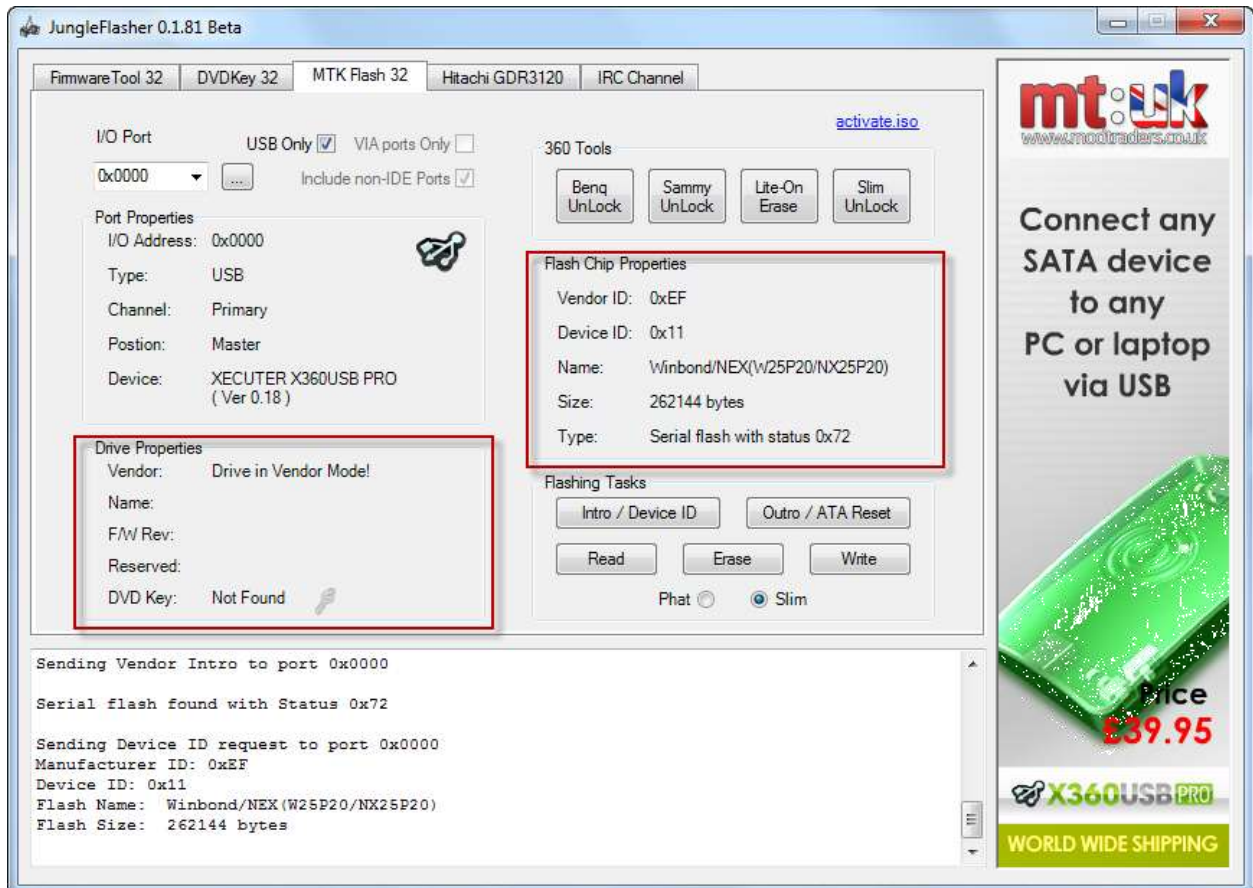 JungleFlasher 0.1.81 Beta
FirmwareTool 32
DVDKey 32
MTK Flash 32
Hitachi GDR3120
IRC Channel
I/O Port
USB Only
VIA ports Only
0x0000
...
Include non-IDE Ports
Port Properties
I/O Address: 0x0000
Type: USB
Channel: Primary
Postion: Master
Device: XECUTER X360USB PRO
( Ver 0.18 )
Drive Properties
Vendor: Drive in Vendor Mode!
Name:
F/W Rev:
Reserved:
DVD Key: Not Found
activate.iso
360 Tools
Benq UnLock
Sammy UnLock
Lite-On Erase
Slim UnLock
Flash Chip Properties
Vendor ID: 0xEF
Device ID: 0x11
Name: Winbond/NEX(W25P20/NX25P20)
Size: 262144 bytes
Type: Serial flash with status 0x72
Flashing Tasks
Intro / Device ID
Outro / ATA Reset
Read
Erase
Write
Phat
Slim
Sending Vendor Intro to port 0x0000
Serial flash found with Status 0x72
Sending Device ID request to port 0x0000
Manufacturer ID: 0xEF
Device ID: 0x11
Flash Name: Winbond/NEX(W25P20/NX25P20)
Flash Size: 262144 bytes
mt:uk
www.modtraders.co.uk
Connect any
SATA device
to any
PC or laptop
via USB
Price
£39.95
X360USB PRO
WORLD WIDE SHIPPING